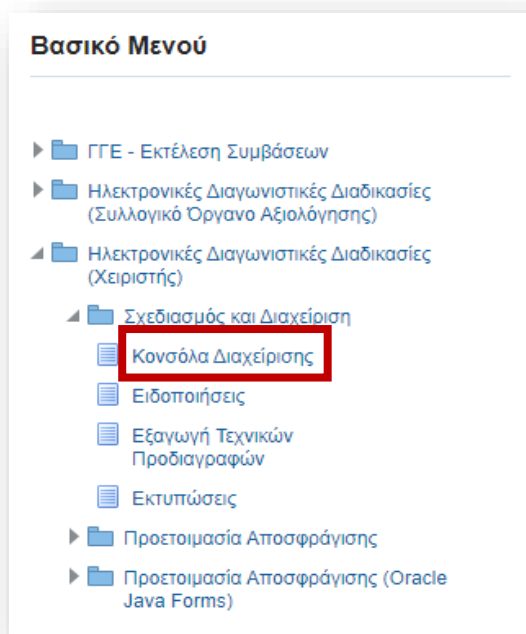 Βασικό Μενού
ΓΓΕ - Εκτέλεση Συμβάσεων
Ηλεκτρονικές Διαγωνιστικές Διαδικασίες
(Συλλογικό Όργανο Αξιολόγησης)
Ηλεκτρονικές Διαγωνιστικές Διαδικασίες
(Χειριστής)
Σχεδιασμός και Διαχείριση
Κονσόλα Διαχείρισης
Ειδοποιήσεις
Εξαγωγή Τεχνικών
Προδιαγραφών
Εκτυπώσεις
Προετοιμασία Αποσφράγισης
Προετοιμασία Αποσφράγισης (Oracle
Java Forms)